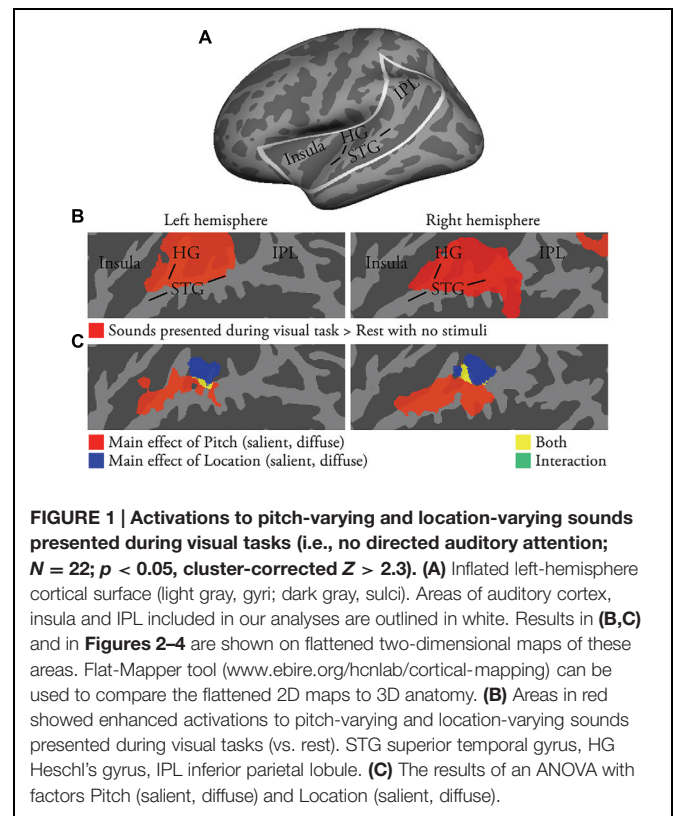 A
IPL
HG
Insula
STG
B
Left hemisphere
Right hemisphere
Insula
HG
IPL
STG
Insula
HG
IPL
STG
Sounds presented during visual task > Rest with no stimuli
C
Main effect of Pitch (salient, diffuse)
Both
Main effect of Location (salient, diffuse)
Interaction
FIGURE 1 | Activations to pitch-varying and location-varying sounds
presented during visual tasks (i.e., no directed auditory attention;
N = 22; p < 0.05, cluster-corrected Z > 2.3). (A) Inflated left-hemisphere
cortical surface (light gray, gyri; dark gray, sulci). Areas of auditory cortex,
insula and IPL included in our analyses are outlined in white. Results in (B,C)
and in Figures 2–4 are shown on flattened two-dimensional maps of these
areas. Flat-Mapper tool (www.ebire.org/hcnlab/cortical-mapping) can be
used to compare the flattened 2D maps to 3D anatomy. (B) Areas in red
showed enhanced activations to pitch-varying and location-varying sounds
presented during visual tasks (vs. rest). STG superior temporal gyrus, HG
Heschl's gyrus, IPL inferior parietal lobule. (C) The results of an ANOVA with
factors Pitch (salient, diffuse) and Location (salient, diffuse).